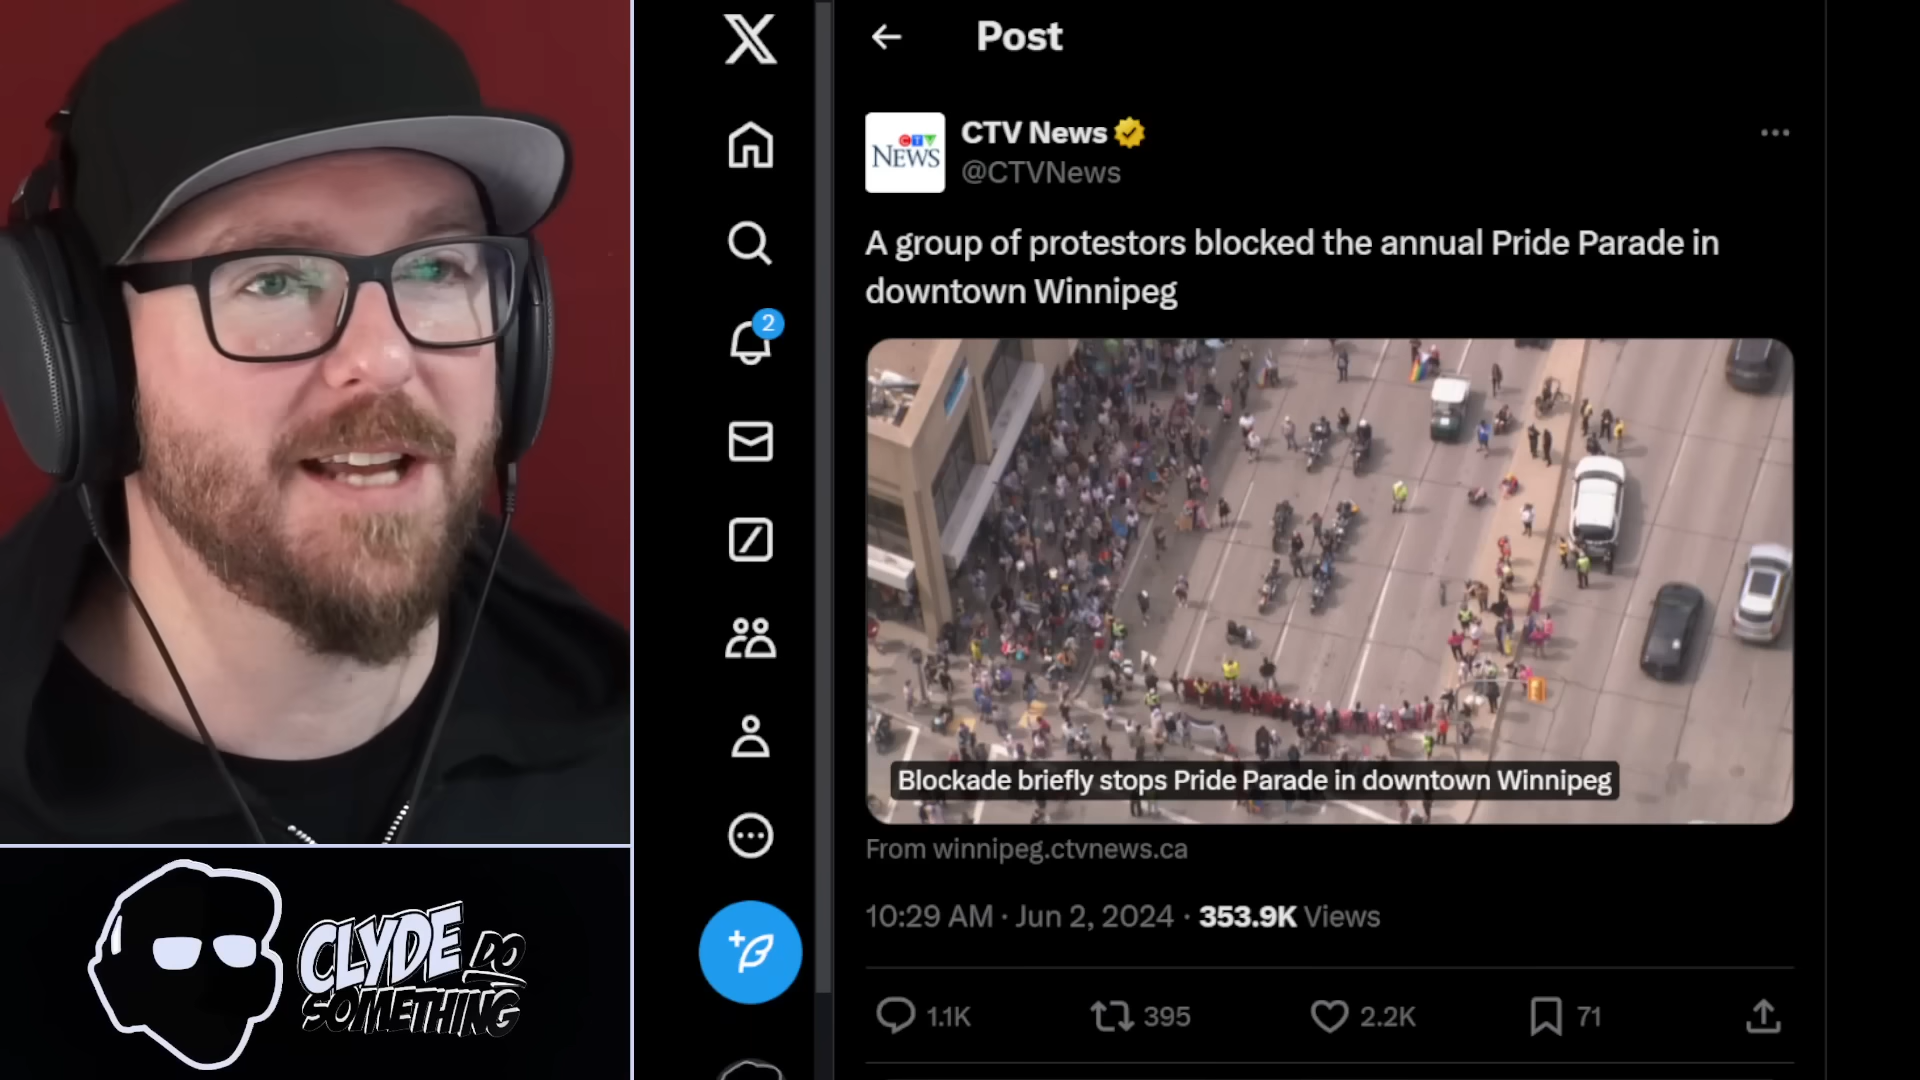 Post
CTV
NEWS
CTV News
@CTVNews
A group of protestors blocked the annual Pride Parade in
downtown Winnipeg
2
Blockade briefly stops Pride Parade in downtown Winnipeg
From winnipeg.ctvnews.ca
10:29 AM · Jun 2, 2024 · 353.9K Views
1.1K
395
2.2K
71
CLYDE DO
SOMETHING